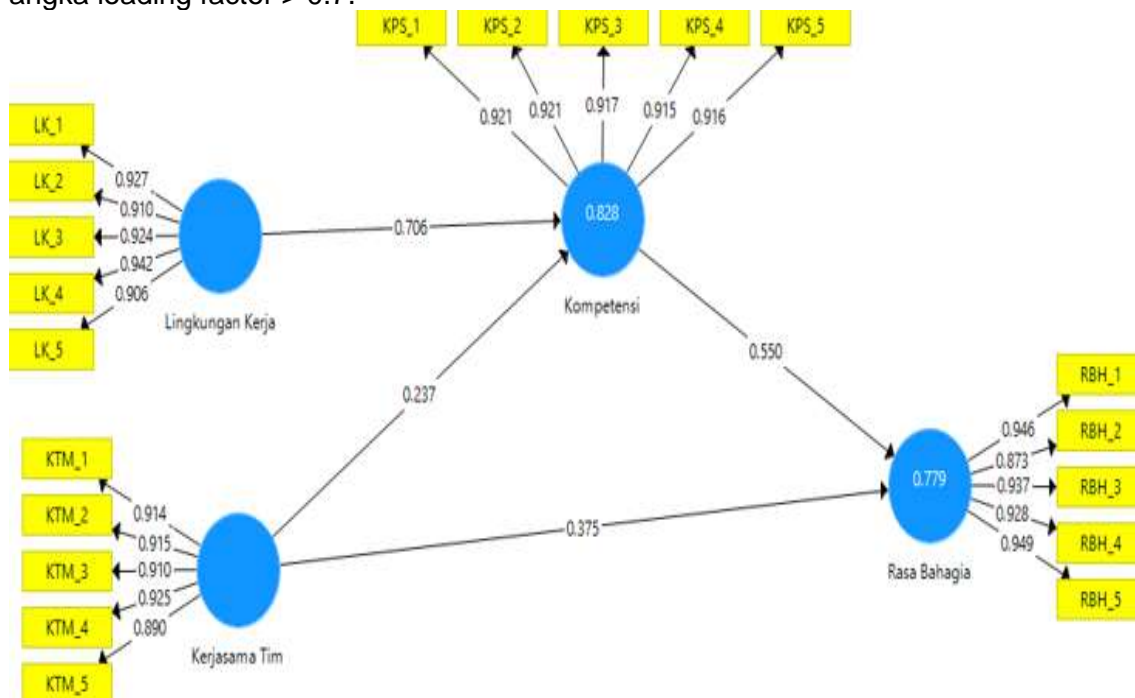 angka loading factor > 0.7.
KPS_1 KPS_2 KPS_3 KPS_4 KPS_5
0.921 0.921 0.917 0.915 0.916
LK_1
LK_2
LK_3
LK_4
LK_5
0.927
0.910
0.924
0.942
0.906
Lingkungan Kerja
0.706
0.828
Kompetensi
0.237
0.550
KTM_1
KTM_2
KTM_3
KTM_4
KTM_5
0.914
0.915
0.910
0.925
0.890
Kerjasama Tim
0.375
0.779
Rasa Bahagia
0.946
0.873
0.937
0.928
0.949
RBH_1
RBH_2
RBH_3
RBH_4
RBH_5